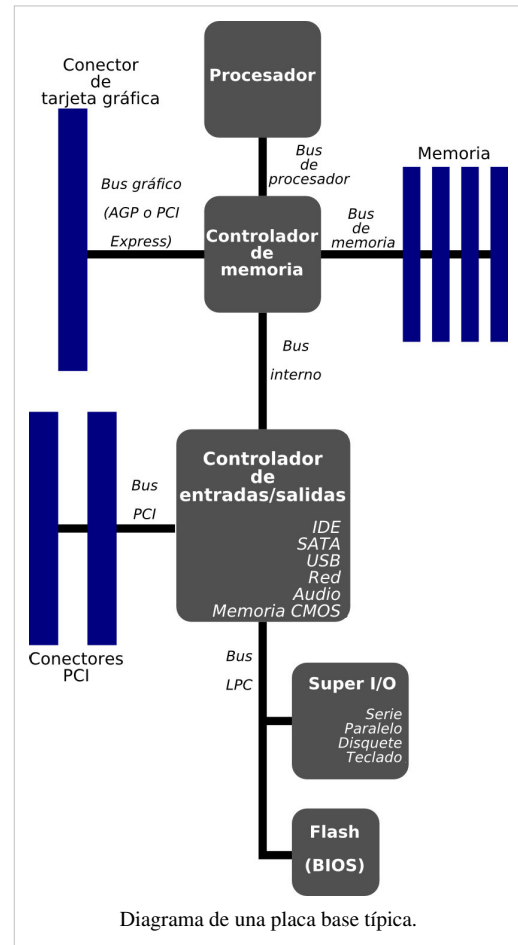 Procesador
Conector
de
tarjeta gráfica
Bus
de
procesador
Memoria
Bus gráfico
(AGP o PCI
Express)
Controlador
de
memoria
Bus
de
memoria
Bus
interno
Controlador
de
entradas/salidas
IDE
SATA
USB
Red
Audio
Memoria CMOS
Bus
PCI
Conectores
PCI
Bus
LPC
Super I/O
Serie
Paralelo
Disquete
Teclado
Flash
(BIOS)
Diagrama de una placa base típica.